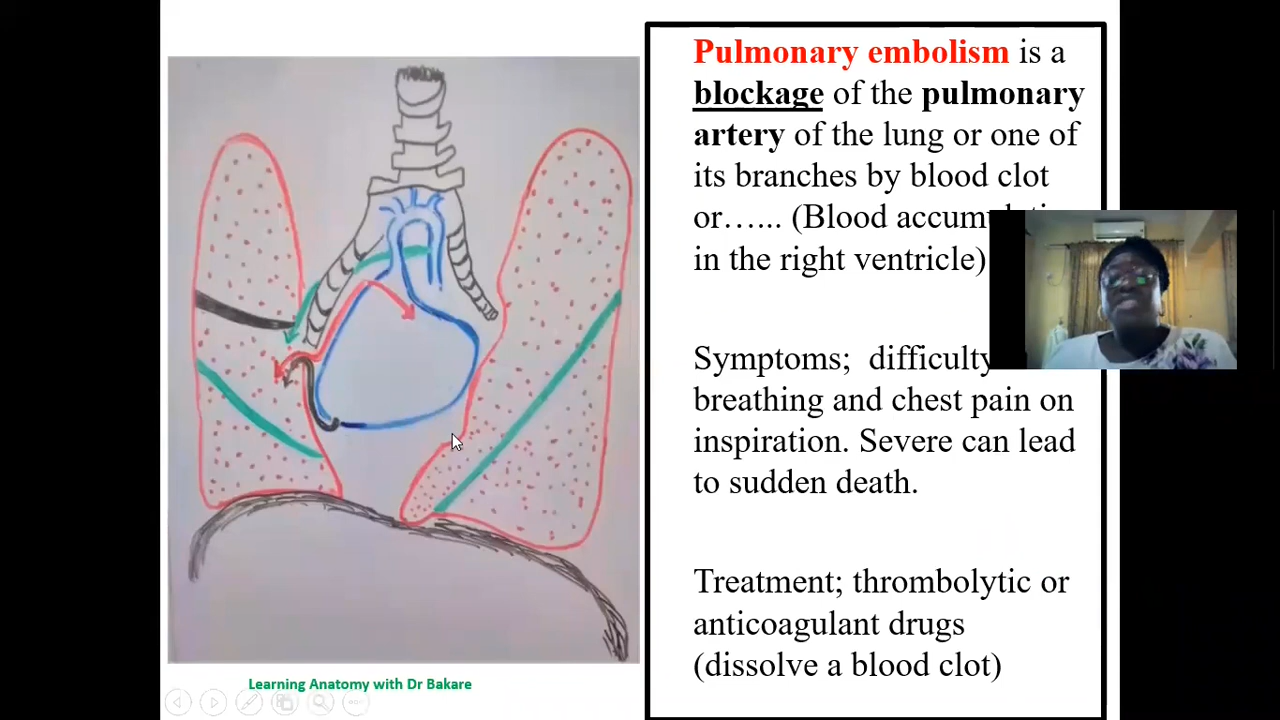 Pulmonary embolism is a
blockage of the pulmonary
artery of the lung or one of
its branches by blood clot
or…... (Blood
in the right ventricle)
Symptoms; difficulty
breathing and chest pain on
inspiration. Severe can lead
to sudden death.
Treatment; thrombolytic or
anticoagulant drugs
(dissolve a blood clot)
Learning Anatomy with Dr Bakare